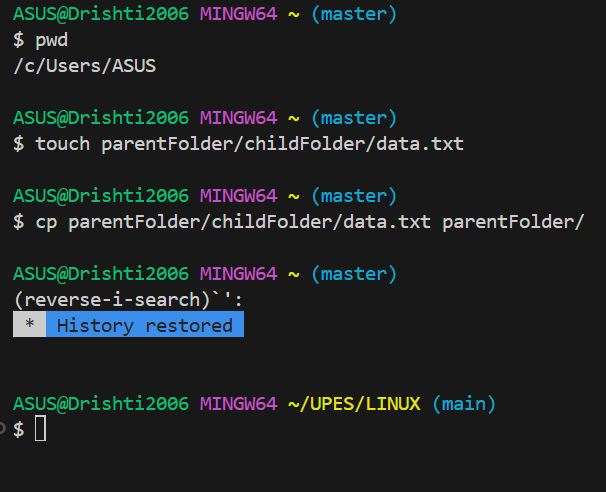 ASUS@Drishti2006 MINGW64 ~ (master)
$ pwd
/c/Users/ASUS
ASUS@Drishti2006 MINGW64 ~ (master)
$ touch parentFolder/childFolder/data.txt
ASUS@Drishti2006 MINGW64 ~ (master)
$ cp parentFolder/childFolder/data.txt parentFolder/
ASUS@Drishti2006 MINGW64 ~ (master)
(reverse-i-search)`':
* History restored
ASUS@Drishti2006 MINGW64 ~/UPES/LINUX (main)
$